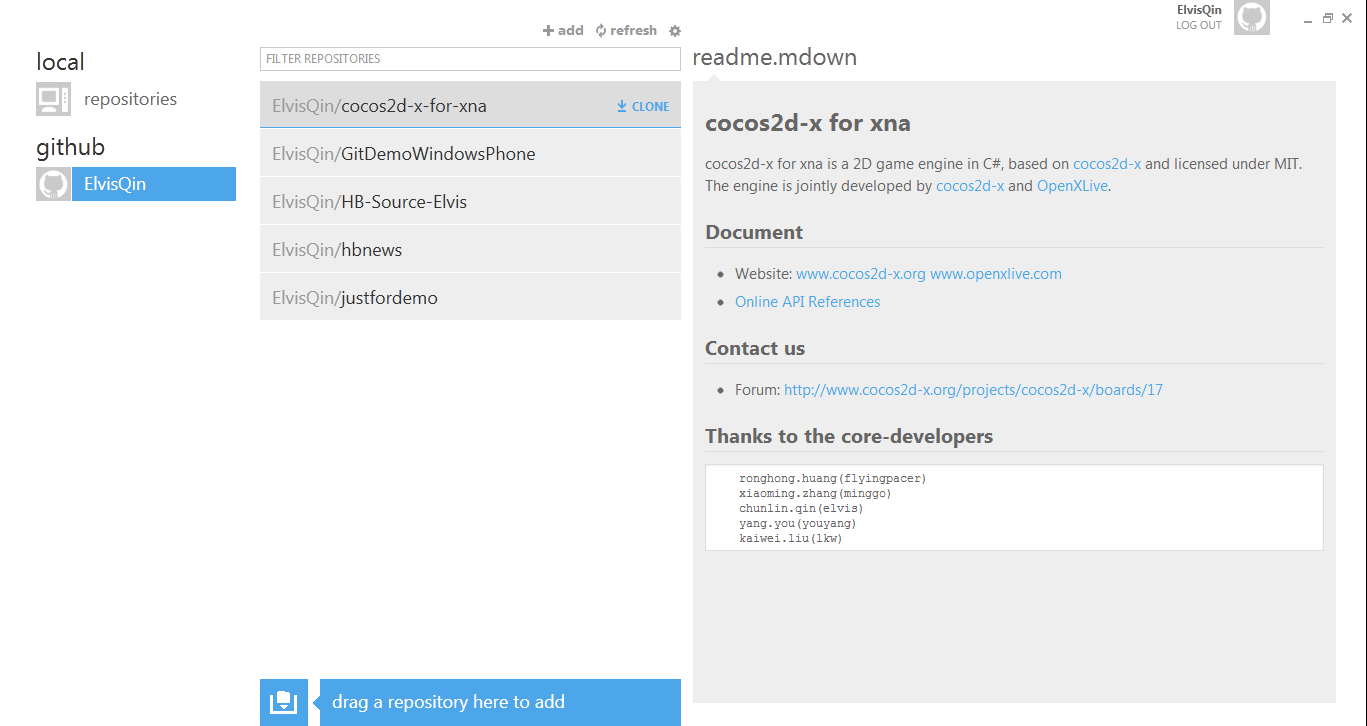 ElvisQin
LOG OUT
add
refresh
local
repositories
github
ElvisQin
FILTER REPOSITORIES
ElvisQin/cocos2d-x-for-xna
CLONE
ElvisQin/GitDemoWindowsPhone
ElvisQin/HB-Source-Elvis
ElvisQin/hbnews
ElvisQin/justfordemo
drag a repository here to add
readme.mdown
cocos2d-x for xna
cocos2d-x for xna is a 2D game engine in C#, based on cocos2d-x and licensed under MIT.
The engine is jointly developed by cocos2d-x and OpenXLive.
Document
• Website: www.cocos2d-x.org www.openxlive.com
• Online API References
Contact us
• Forum: http://www.cocos2d-x.org/projects/cocos2d-x/boards/17
Thanks to the core-developers
ronghong.huang(flyingpacer)
xiaoming.zhang(minggo)
chunlin.qin(elvis)
yang.you(youyang)
kaiwei.liu(lkw)